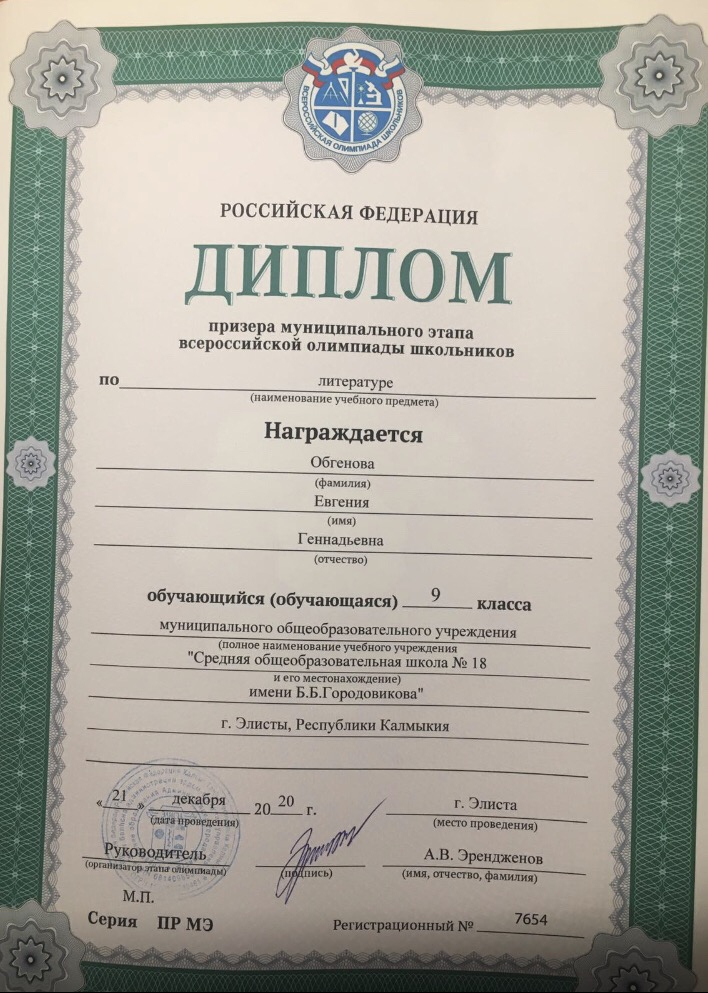 ВСЕРОССИЙСКАЯ ОЛИМПИАДА ШКОЛЬНИКОВ
РОССИЙСКАЯ ФЕДЕРАЦИЯ
ДИПЛОМ
призера муниципального этапа
всероссийской олимпиады школьников
по литературе
(наименование учебного предмета)
Награждается
Обгенова
(фамилия)
Евгения
(имя)
Геннадьевна
(отчество)
обучающийся (обучающаяся) 9 класса
муниципального общеобразовательного учреждения
(полное наименование учебного учреждения
"Средняя общеобразовательная школа № 18
и его местонахождение)
имени Б.Б.Городовикова"
г. Элисты, Республики Калмыкия
« 21 » декабря 20 20 г. г. Элиста
(дата проведения) (место проведения)
Руководитель А.В. Эрендженов
(организатор этапа олимпиады) (подпись) (имя, отчество, фамилия)
М.П.
Серия ПР МЭ Регистрационный № 7654